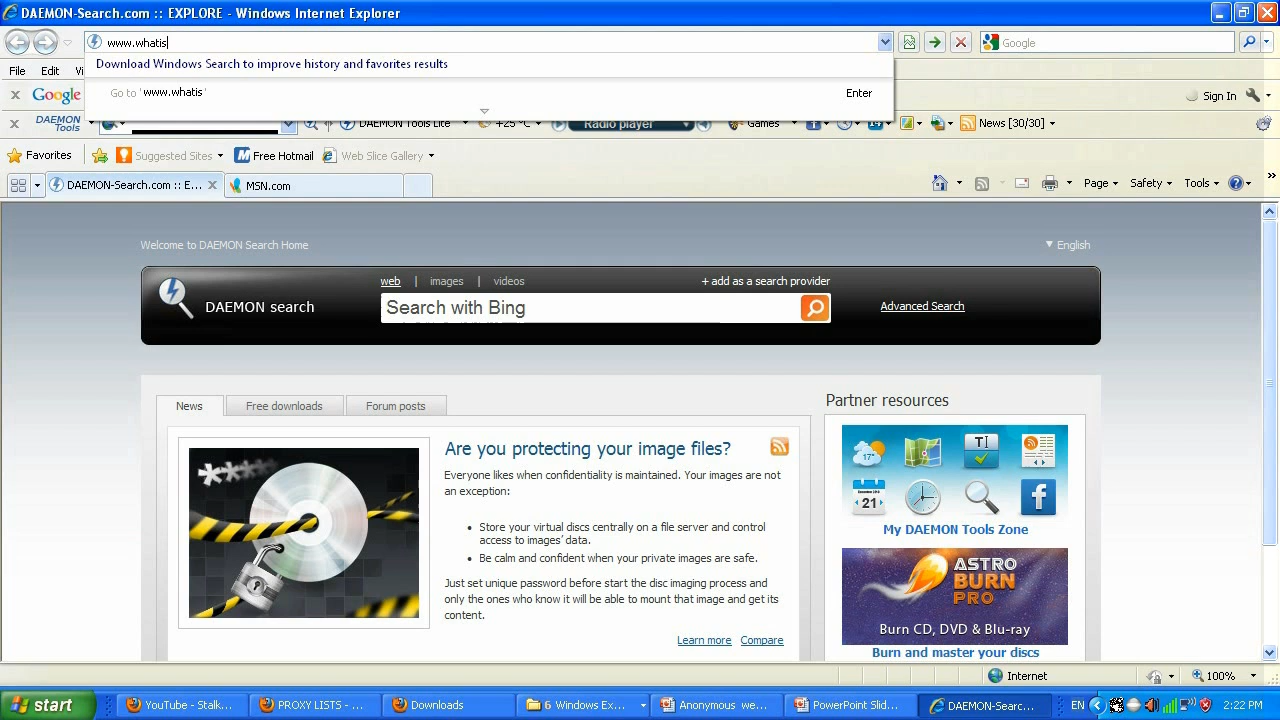 DAEMON-Search.com :: EXPLORE - Windows Internet Explorer
www.whatis
Google
Download Windows Search to improve history and favorites results
File Edit Vi
Go to 'www.whatis' Enter
Google
Sign In
DAEMON Tools
DAEMON Tools Lite +25 °C Radio player Games 14 News [30/30]
Favorites Suggested Sites Free Hotmail Web Slice Gallery
DAEMON-Search.com :: E... MSN.com Page Safety Tools
Welcome to DAEMON Search Home English
web | images | videos + add as a search provider
DAEMON search Search with Bing Advanced Search
News Free downloads Forum posts
Partner resources
****
Are you protecting your image files?
Everyone likes when confidentiality is maintained. Your images are not
an exception:
Store your virtual discs centrally on a file server and control
access to images' data.
Be calm and confident when your private images are safe.
Just set unique password before start the disc imaging process and
only the ones who know it will be able to mount that image and get its
content.
Learn more Compare
17°
TI
21
My DAEMON Tools Zone
ASTRO
BURN
PRO
Burn CD, DVD & Blu-ray
Burn and master your discs
Internet 100%
start YouTube - Stalk... PROXY LISTS - ... Downloads 6 Windows Ex... Anonymous we... PowerPoint Slid... DAEMON-Searc... EN 2:22 PM